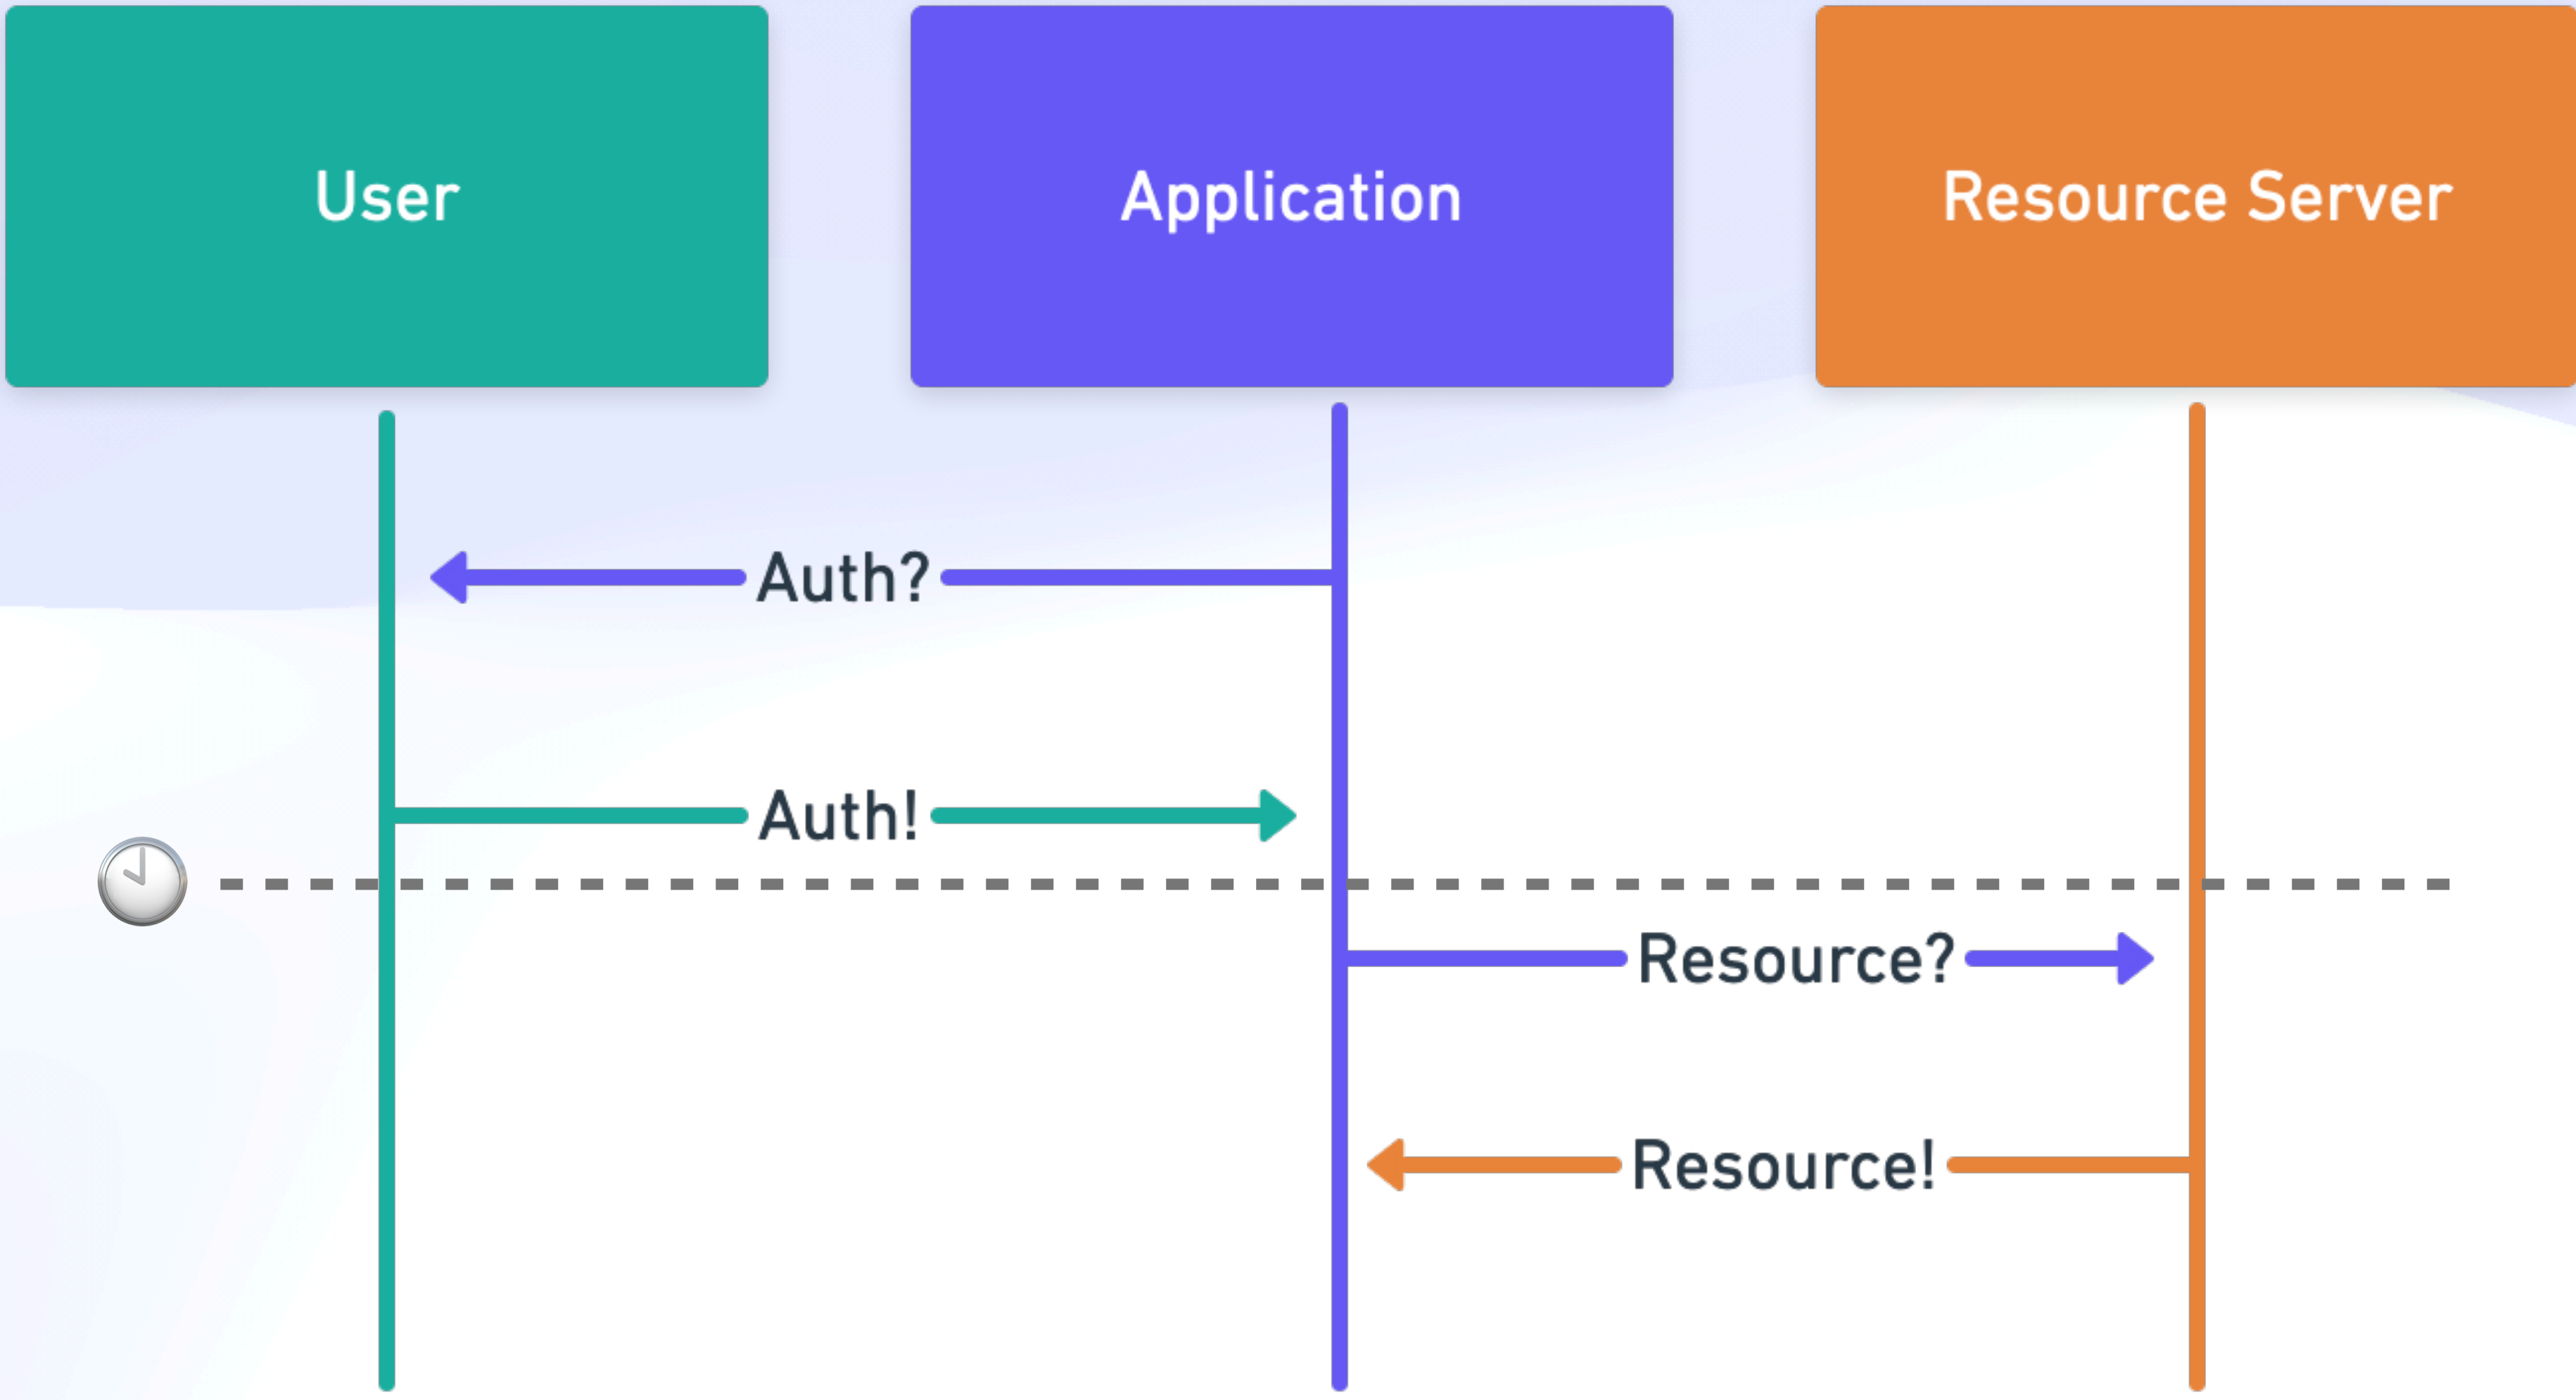 User
Application
Resource Server
Auth?
Auth!
Resource?
Resource!